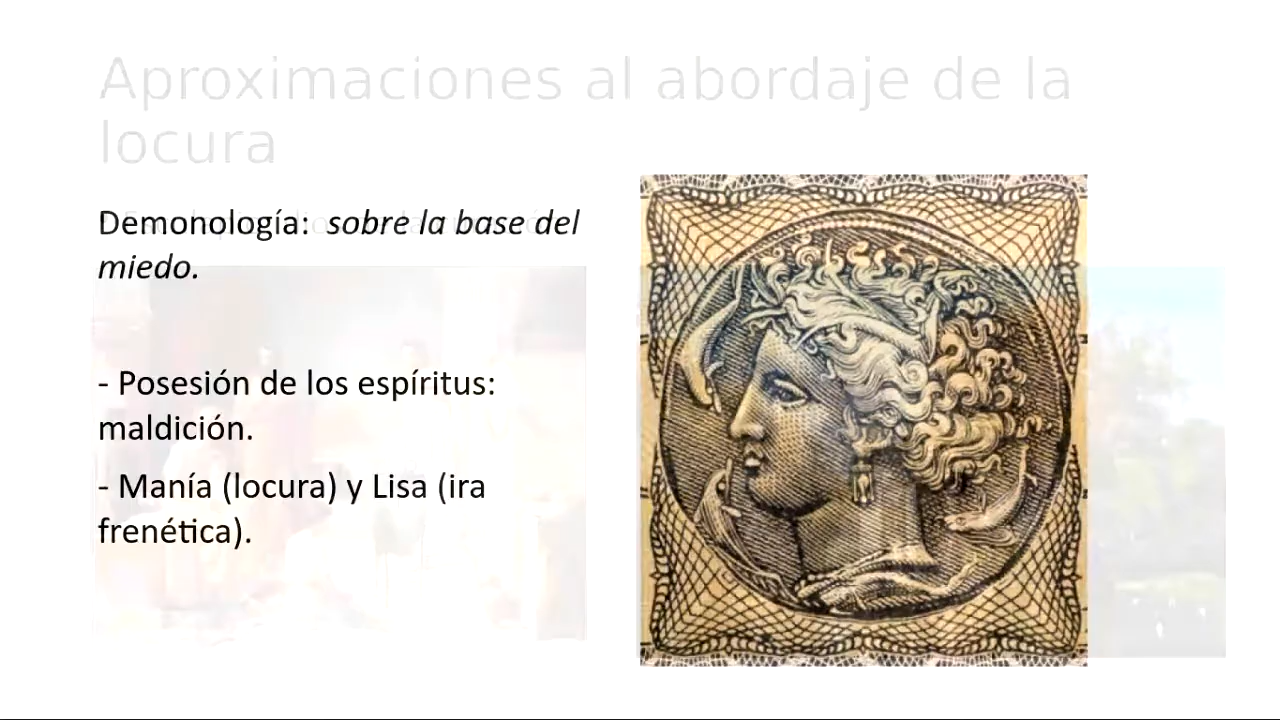 Aproximaciones al abordaje de la
locura
Demonología: sobre la base del
miedo.
- Posesión de los espíritus:
maldición.
- Manía (locura) y Lisa (ira
frenética).